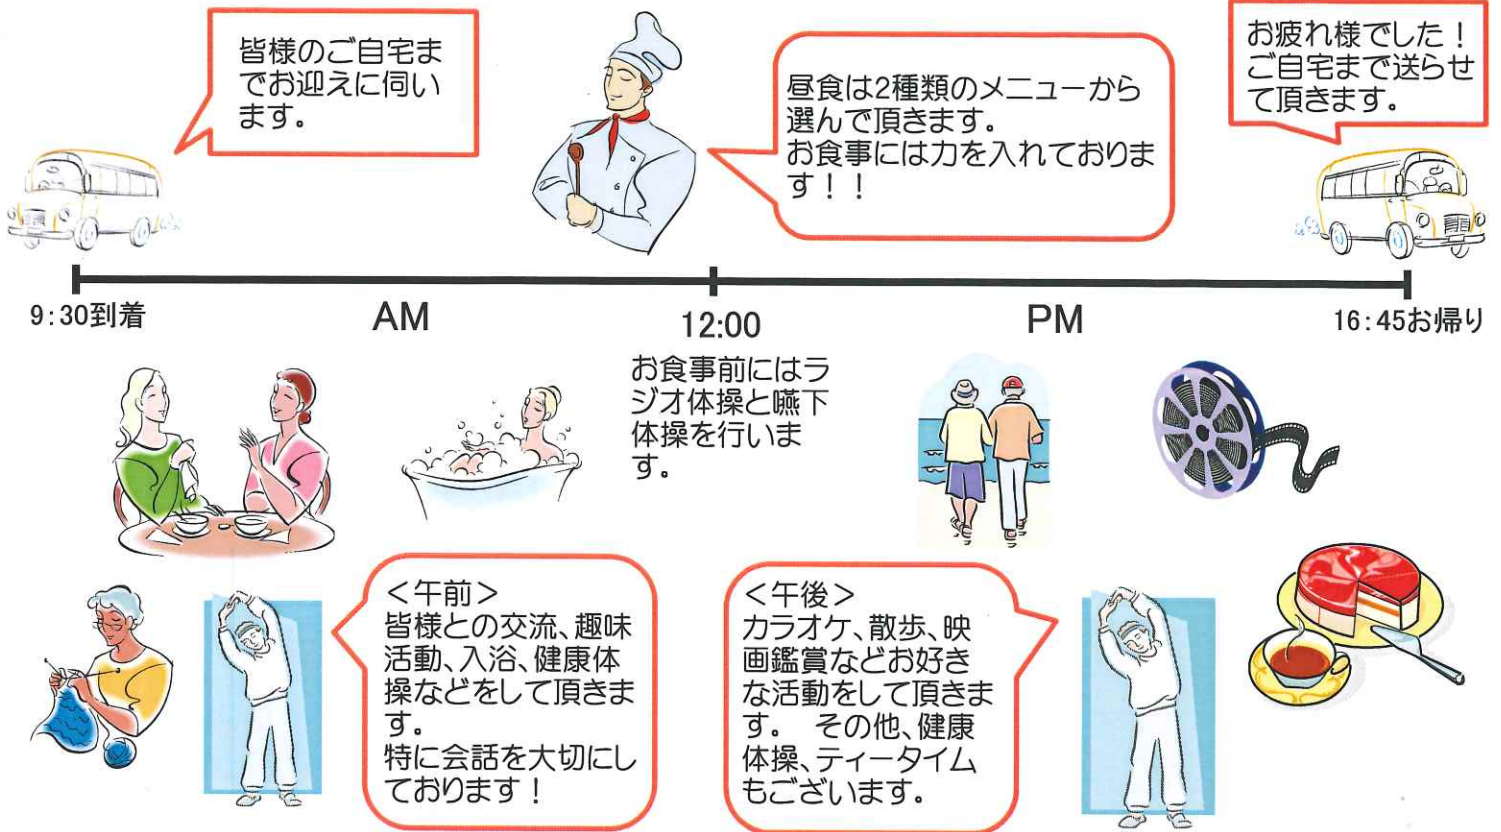 皆様のご自宅ま
でお迎えに伺い
ます。
昼食は2種類のメニューから
選んで頂きます。
お食事には力を入れておりま
す！！
お疲れ様でした！
ご自宅まで送らせ
て頂きます。
9:30到着
AM
12:00
PM
16:45お帰り
お食事前にはラ
ジオ体操と嚥下
体操を行いま
す。
＜午前＞
皆様との交流、趣味
活動、入浴、健康体
操などをして頂きま
す。
特に会話を大切にし
ております！
＜午後＞
カラオケ、散歩、映
画鑑賞などお好き
な活動をして頂きま
す。　その他、健康
体操、ティータイム
もございます。